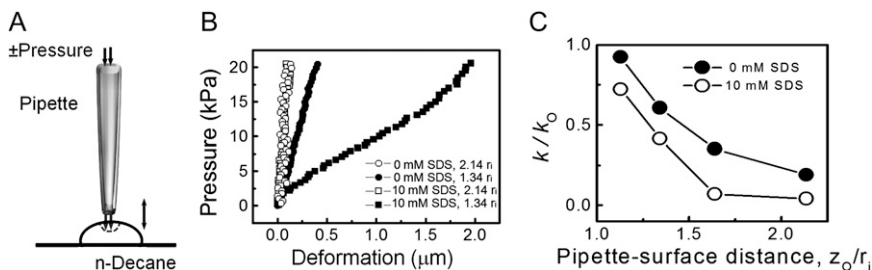 A
±Pressure
Pipette
n-Decane
B
Pressure (kPa)
20
15
10
5
0
0 mM SDS, 2.14 rᵢ
0 mM SDS, 1.34 rᵢ
10 mM SDS, 2.14 rᵢ
10 mM SDS, 1.34 rᵢ
0.0 0.5 1.0 1.5 2.0
Deformation (μm)
C
k/k_O
1.0
0.5
0.0
0 mM SDS
10 mM SDS
1.0 1.5 2.0
Pipette-surface distance, z_O/r_i